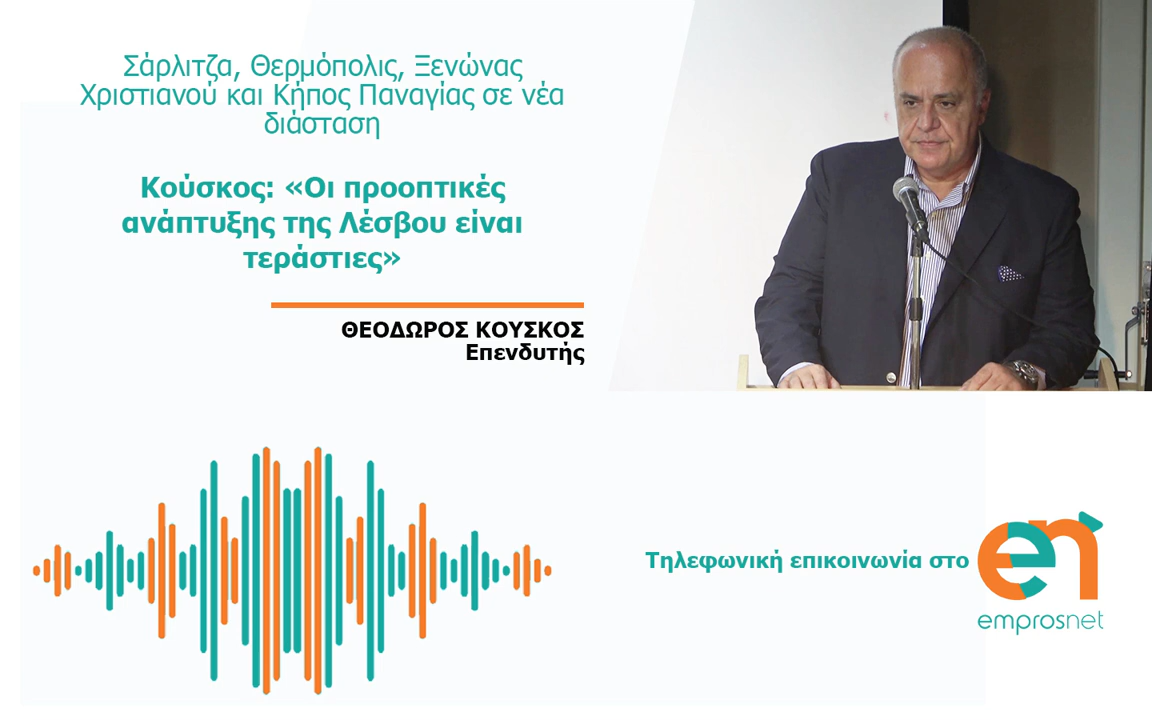 Σάρλιτζα, Θερμόπολις, Ξενώνας
Χριστιανού και Κήπος Παναγίας σε νέα
διάσταση
Κούσκος: «Οι προοπτικές
ανάπτυξης της Λέσβου είναι
τεράστιες»
ΘΕΟΔΩΡΟΣ ΚΟΥΣΚΟΣ
Επενδυτής
Τηλεφωνική επικοινωνία στο
en
emprosnet